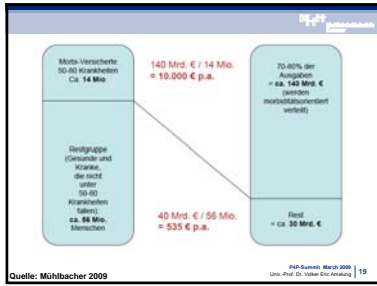 Morbi-Versicherte
50-80 Krankheiten
Ca. 14 Mio
140 Mrd. € / 14 Mio.
= 10.000 € p.a.
70-80% der
Ausgaben
= ca. 140 Mrd. €
(werden
morbiditätsorientiert
verteilt)
Restgruppe
(Gesunde und
Kranke,
die nicht
unter
50-80
Krankheiten
fallen):
ca. 56 Mio.
Menschen
40 Mrd. € / 56 Mio.
= 535 € p.a.
Rest
= ca. 30 Mrd. €
Quelle: Mühlbacher 2009
P4P-Summit March 2009
Univ.-Prof. Dr. Volker Eric Amelung
19